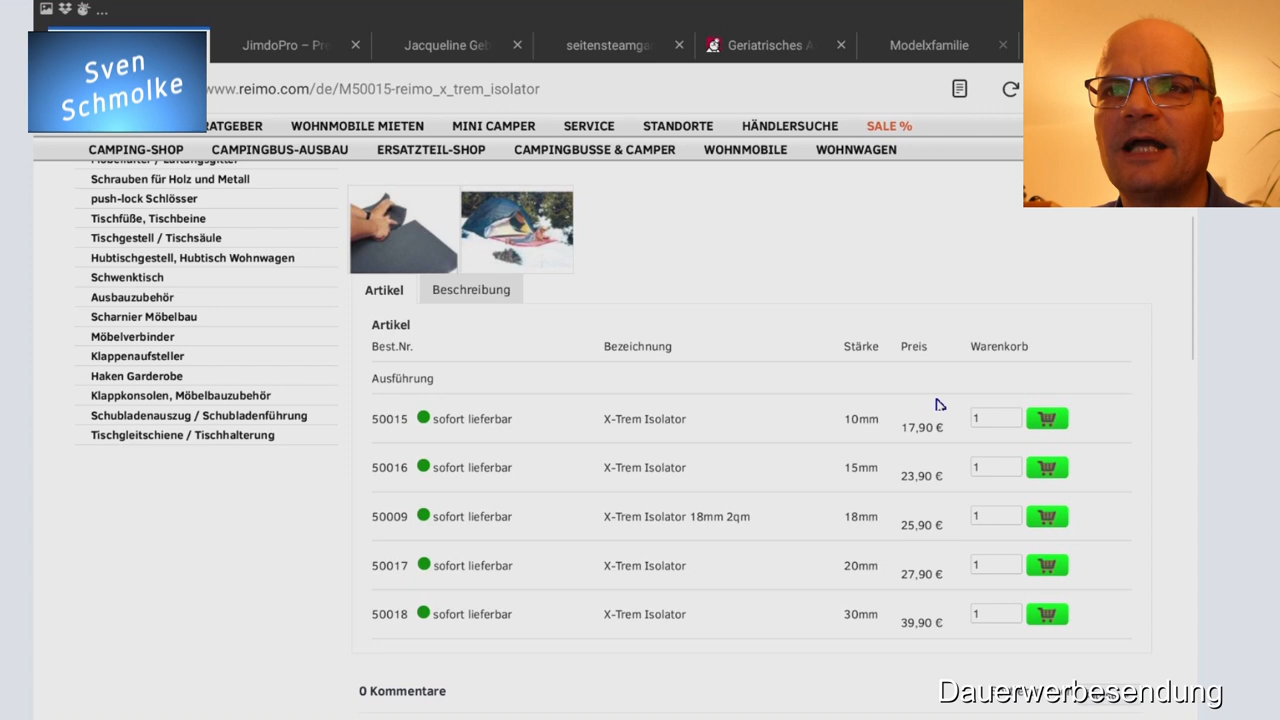 ...
JimdoPro – Pre
Jacqueline Geb
seitensteamga
Geriatrisches A
Modelxfamilie
Sven
Schmolke
www.reimo.com/de/M50015-reimo_x_trem_isolator
RATGEBER WOHNMOBILE MIETEN MINI CAMPER SERVICE STANDORTE HÄNDLERSUCHE SALE %
CAMPING-SHOP CAMPINGBUS-AUSBAU ERSATZTEIL-SHOP CAMPINGBUSSE & CAMPER WOHNMOBILE WOHNWAGEN
Möbellüfter / Lüftungsgitter
Schrauben für Holz und Metall
push-lock Schlösser
Tischfüße, Tischbeine
Tischgestell / Tischsäule
Hubtischgestell, Hubtisch Wohnwagen
Schwenktisch
Ausbauzubehör
Scharnier Möbelbau
Möbelverbinder
Klappenaufsteller
Haken Garderobe
Klappkonsolen, Möbelbauzubehör
Schubladenauszug / Schubladenführung
Tischgleitschiene / Tischhalterung
Artikel Beschreibung
Artikel
Best.Nr. Bezeichnung Stärke Preis Warenkorb
Ausführung
50015 sofort lieferbar X-Trem Isolator 10mm 17,90 € 1
50016 sofort lieferbar X-Trem Isolator 15mm 23,90 € 1
50009 sofort lieferbar X-Trem Isolator 18mm 2qm 18mm 25,90 € 1
50017 sofort lieferbar X-Trem Isolator 20mm 27,90 € 1
50018 sofort lieferbar X-Trem Isolator 30mm 39,90 € 1
0 Kommentare
Dauerwerbesendung